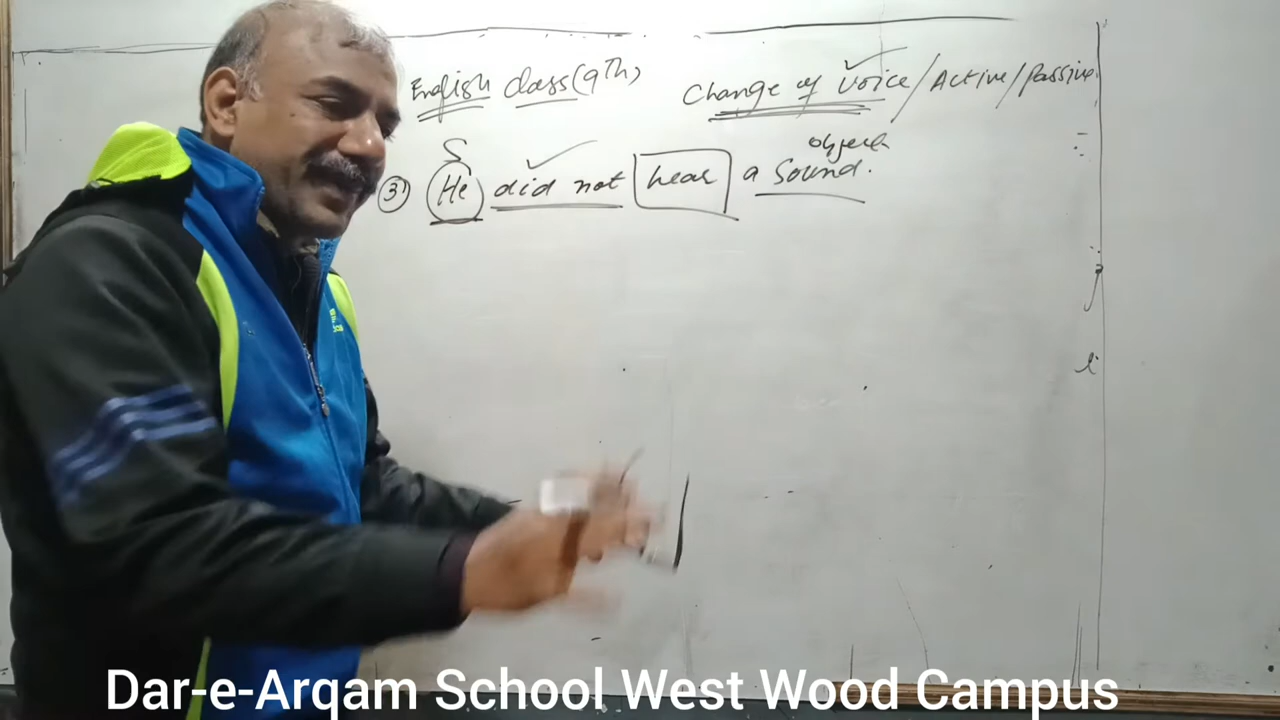 English Class (9th) Change of Voice / Active / Passive
S object
③ He did not hear a sound.
Dar-e-Arqam School West Wood Campus